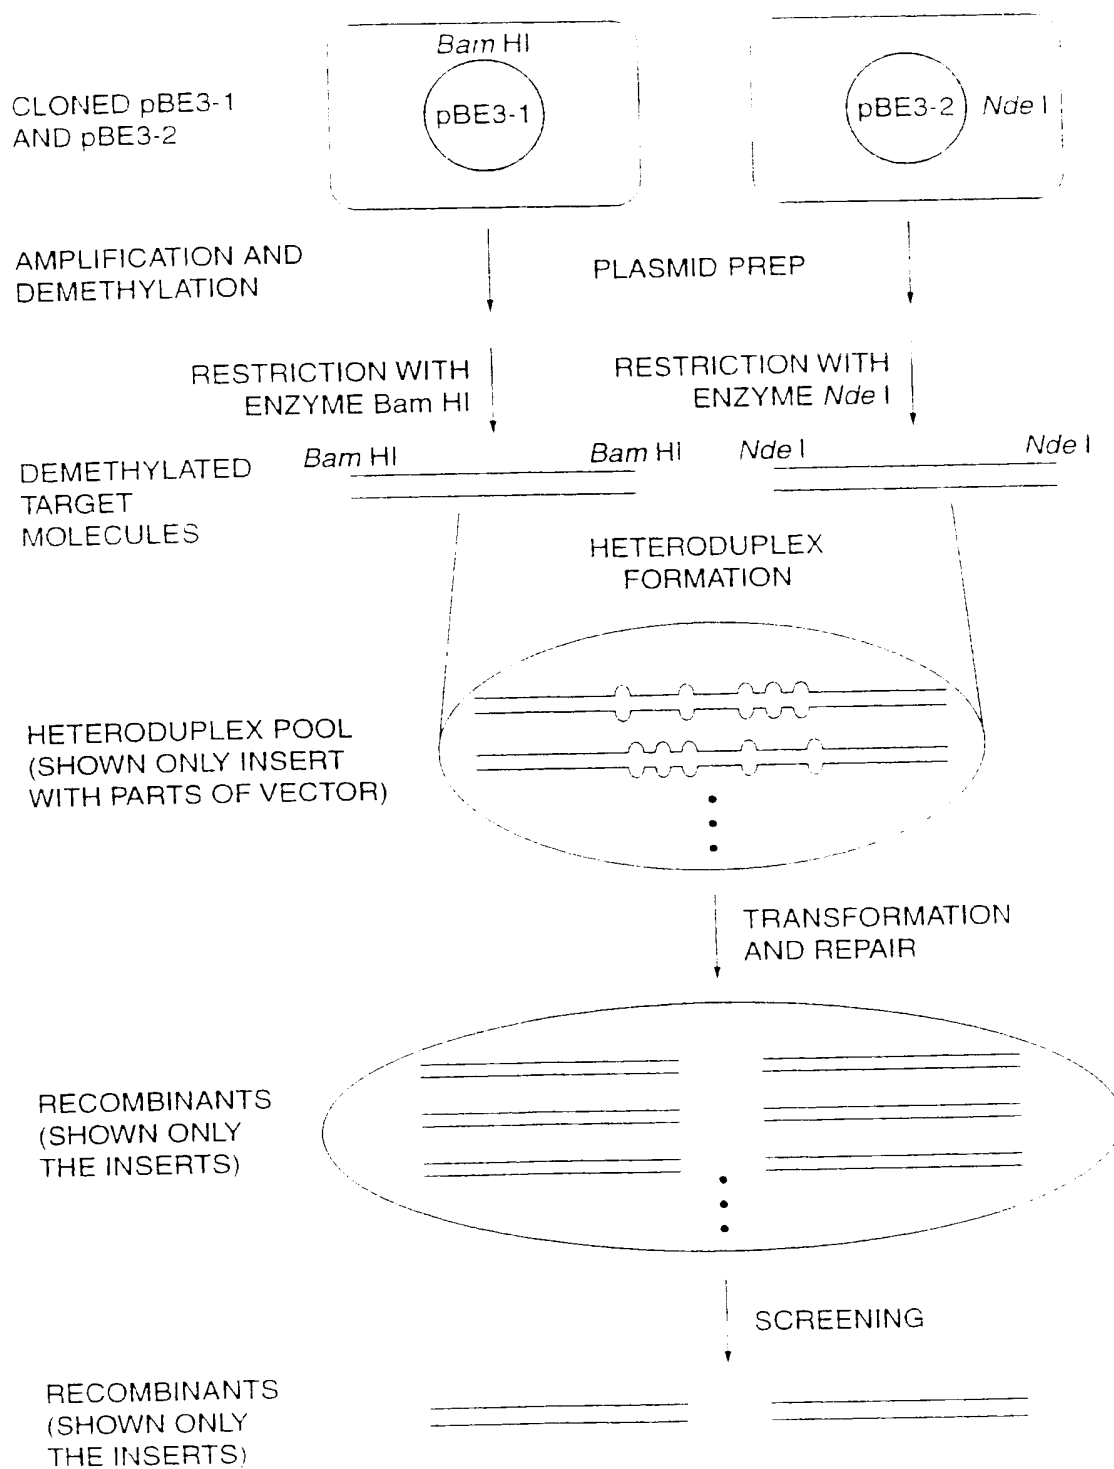 Bam HI
CLONED pBE3-1
AND pBE3-2
pBE3-1
pBE3-2
Nde I
AMPLIFICATION AND
DEMETHYLATION
PLASMID PREP
RESTRICTION WITH
ENZYME Bam HI
RESTRICTION WITH
ENZYME Nde I
DEMETHYLATED
TARGET
MOLECULES
Bam HI
Bam HI
Nde I
Nde I
HETERODUPLEX
FORMATION
HETERODUPLEX POOL
(SHOWN ONLY INSERT
WITH PARTS OF VECTOR)
TRANSFORMATION
AND REPAIR
RECOMBINANTS
(SHOWN ONLY
THE INSERTS)
SCREENING
RECOMBINANTS
(SHOWN ONLY
THE INSERTS)